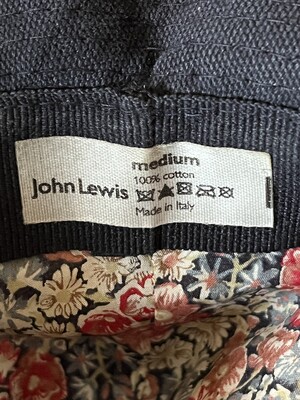 medium
100% cotton
John Lewis
Made in Italy